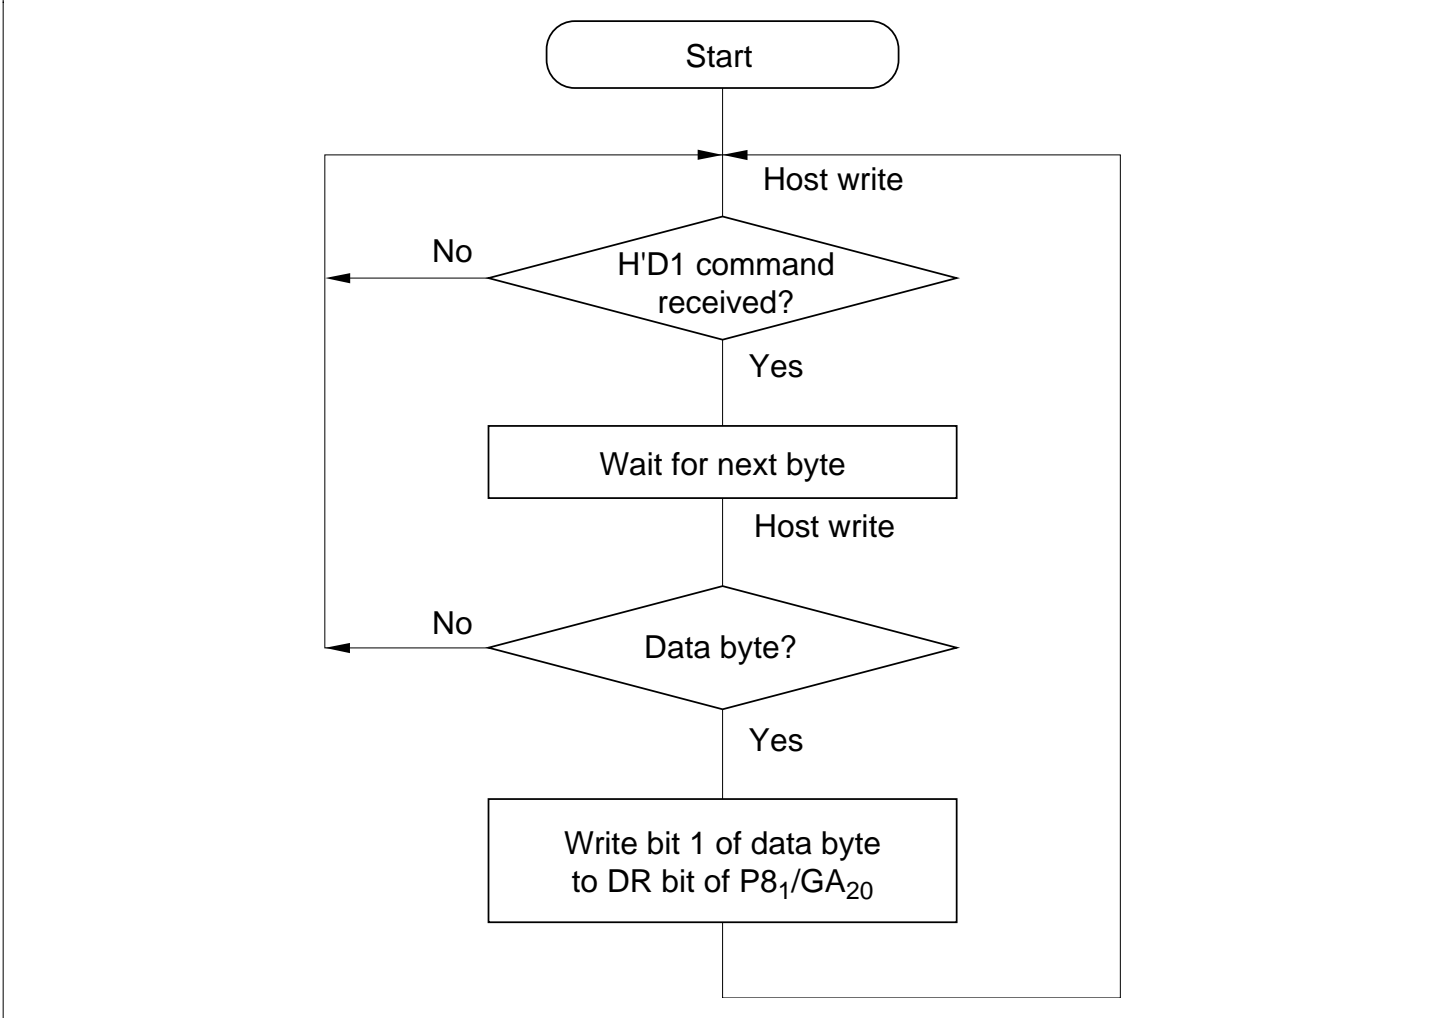 Start
Host write
No
H'D1 command
received?
Yes
Wait for next byte
Host write
No
Data byte?
Yes
Write bit 1 of data byte
to DR bit of P8₁/GA₂₀